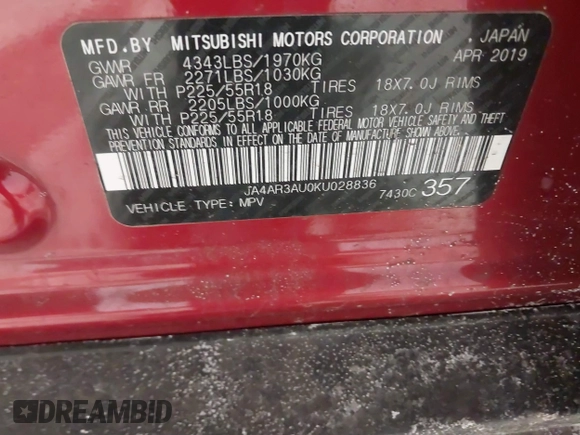 MFD.BY MITSUBISHI MOTORS CORPORATION , JAPAN
GVWR 4343LBS/1970KG APR 2019
GAWR FR 2271LBS/1030KG
WITH P225/55R18 TIRES 18X7.0J RIMS
GAWR RR 2205LBS/1000KG
WITH P225/55R18 TIRES 18X7.0J RIMS
THIS VEHICLE CONFORMS TO ALL APPLICABLE FEDERAL MOTOR VEHICLE SAFETY AND THEFT
PREVENTION STANDARDS IN EFFECT ON THE DATE OF MANUFACTURE SHOWN ABOVE.
JA4AR3AU0KU028836
VEHICLE TYPE: MPV 7430C 357
DREAMBID